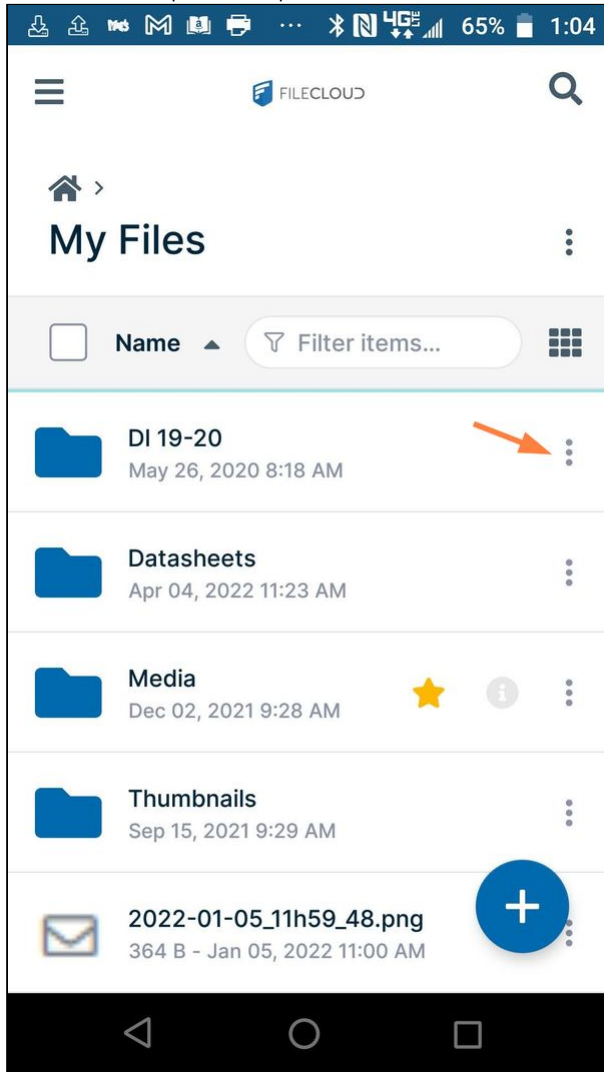 4G LTE 65% 1:04
FILECLOUD
My Files
Name Filter items...
DI 19-20
May 26, 2020 8:18 AM
Datasheets
Apr 04, 2022 11:23 AM
Media
Dec 02, 2021 9:28 AM
Thumbnails
Sep 15, 2021 9:29 AM
2022-01-05_11h59_48.png
364 B - Jan 05, 2022 11:00 AM